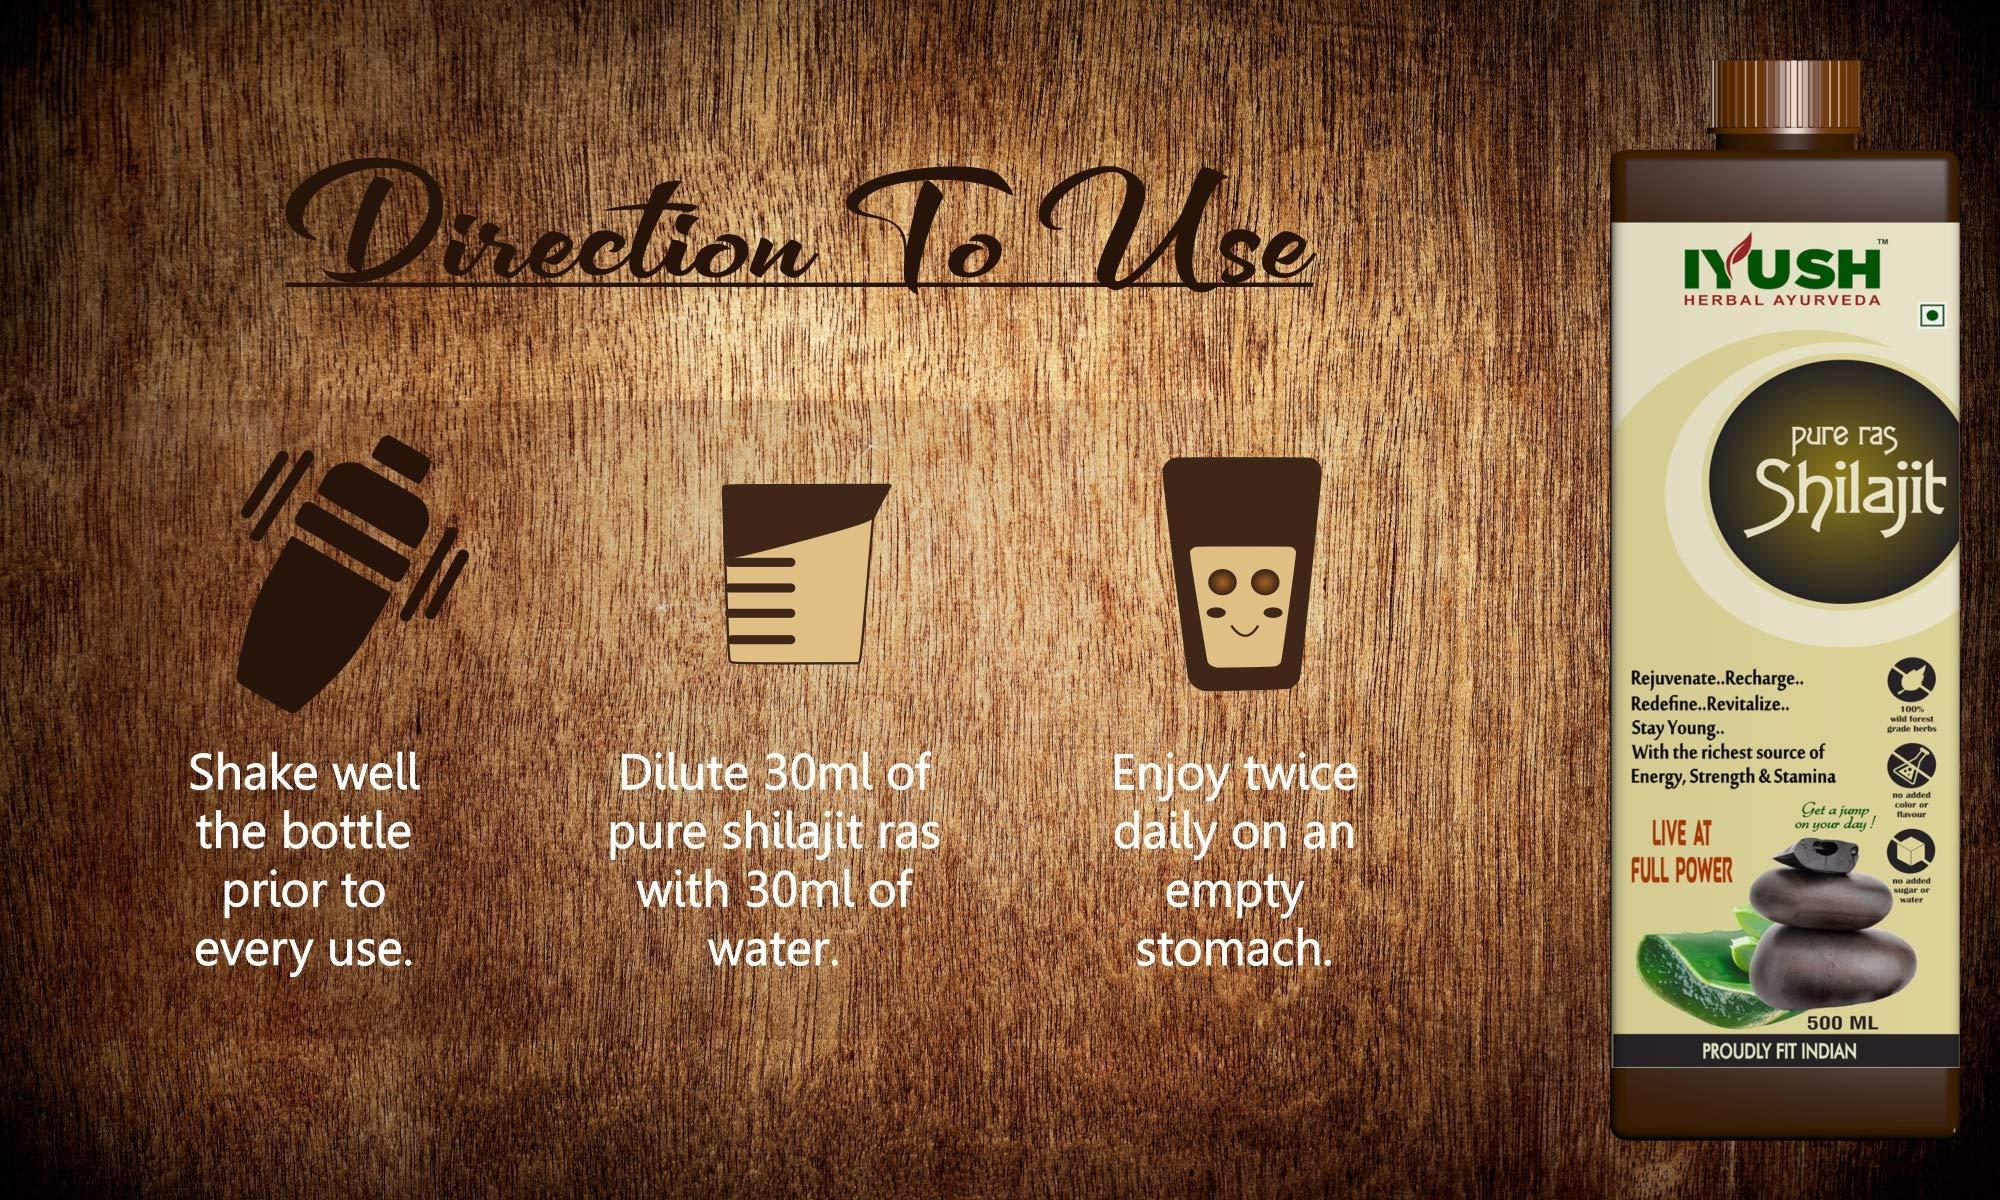 Direction To Use
Shake well
the bottle
prior to
every use.
Dilute 30ml of
pure shilajit ras
with 30ml of
water.
Enjoy twice
daily on an
empty
stomach.
IYUSH™
HERBAL AYURVEDA
pure ras
Shilajit
Rejuvenate..Recharge..
Redefine..Revitalize..
Stay Young..
With the richest source of
Energy, Strength & Stamina
100%
wild forest
grade herbs
no added
color or
flavour
no added
sugar or
water
Get a jump
on your day !
LIVE AT
FULL POWER
500 ML
PROUDLY FIT INDIAN